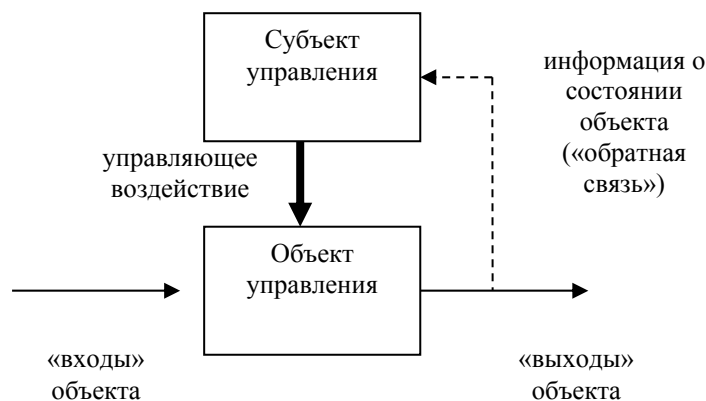 Субъект
управления
информация о
состоянии
объекта
(«обратная
связь»)
управляющее
воздействие
Объект
управления
«входы»
объекта
«выходы»
объекта